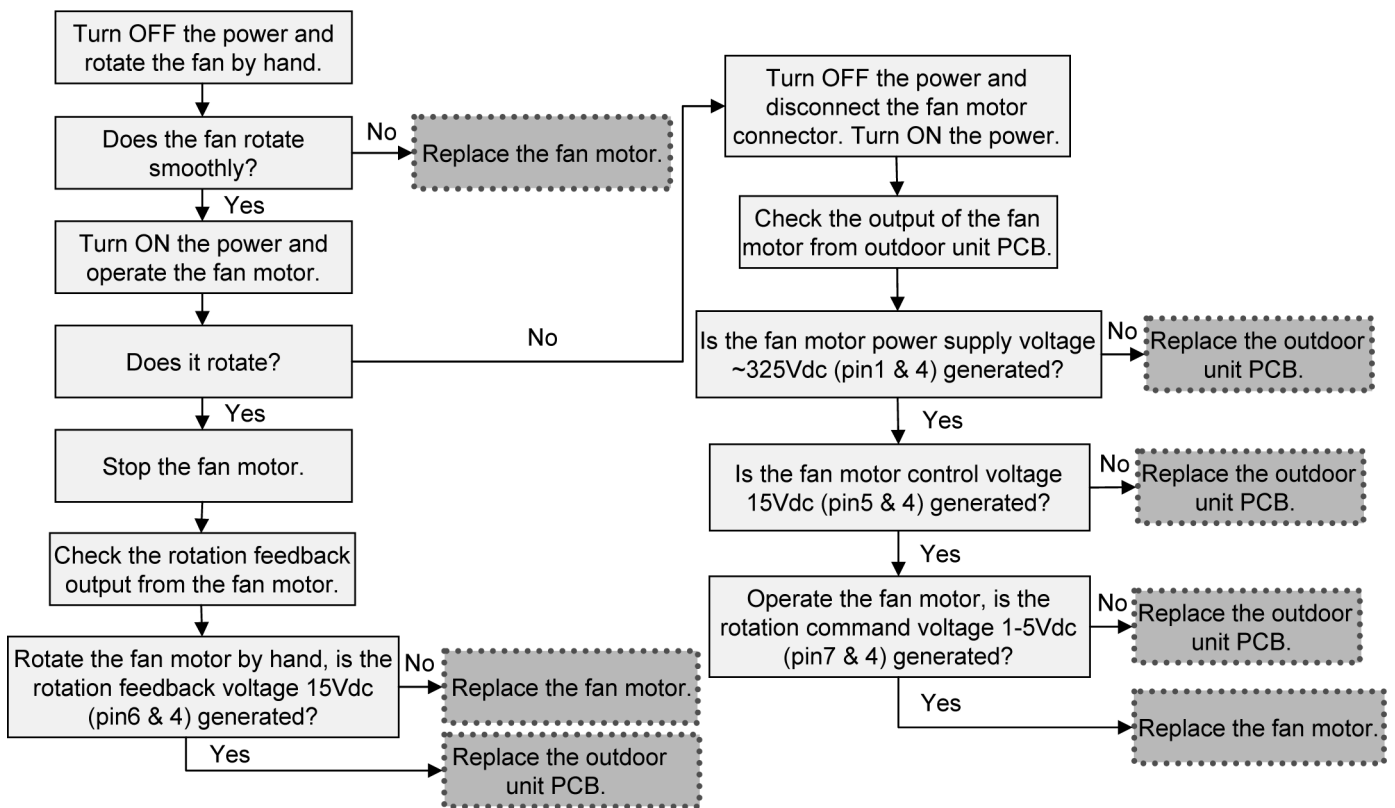 Turn OFF the power and
rotate the fan by hand.
Does the fan rotate
smoothly?
No
Replace the fan motor.
Yes
Turn ON the power and
operate the fan motor.
Does it rotate?
No
Yes
Stop the fan motor.
Check the rotation feedback
output from the fan motor.
Rotate the fan motor by hand, is the
rotation feedback voltage 15Vdc
(pin6 & 4) generated?
No
Replace the fan motor.
Yes
Replace the outdoor
unit PCB.
Turn OFF the power and
disconnect the fan motor
connector. Turn ON the power.
Check the output of the fan
motor from outdoor unit PCB.
Is the fan motor power supply voltage
~325Vdc (pin1 & 4) generated?
No
Replace the outdoor
unit PCB.
Yes
Is the fan motor control voltage
15Vdc (pin5 & 4) generated?
No
Replace the outdoor
unit PCB.
Yes
Operate the fan motor, is the
rotation command voltage 1-5Vdc
(pin7 & 4) generated?
No
Replace the outdoor
unit PCB.
Yes
Replace the fan motor.